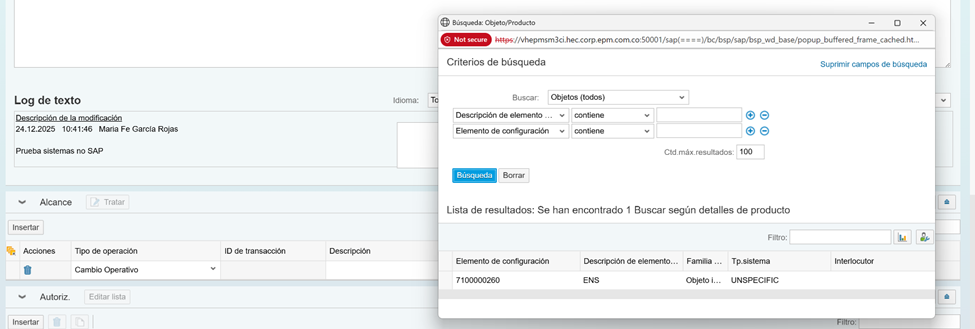 Log de texto
Idioma: To
Descripción de la modificación
24.12.2025 10:41:46 Maria Fe Garcia Rojas
Prueba sistemas no SAP
Alcance Tratar
Insertar
Acciones Tipo de operación ID de transacción Descripción
Cambio Operativo
Autoriz. Editar lista
Insertar
Filtro:
Búsqueda: Objeto/Producto
Not secure https://vhepmsm3ci.hec.corp.epm.com.co:50001/sap(====)/bc/bsp/sap/bsp_wd_base/popup_buffered_frame_cached.ht...
Criterios de búsqueda
Suprimir campos de búsqueda
Buscar: Objetos (todos)
Descripción de elemento ... contiene
Elemento de configuración contiene
Ctd.máx.resultados: 100
Búsqueda Borrar
Lista de resultados: Se han encontrado 1 Buscar según detalles de producto
Filtro:
Elemento de configuración Descripción de elemento... Familia ... Tp.sistema Interlocutor
7100000260 ENS Objeto i... UNSPECIFIC